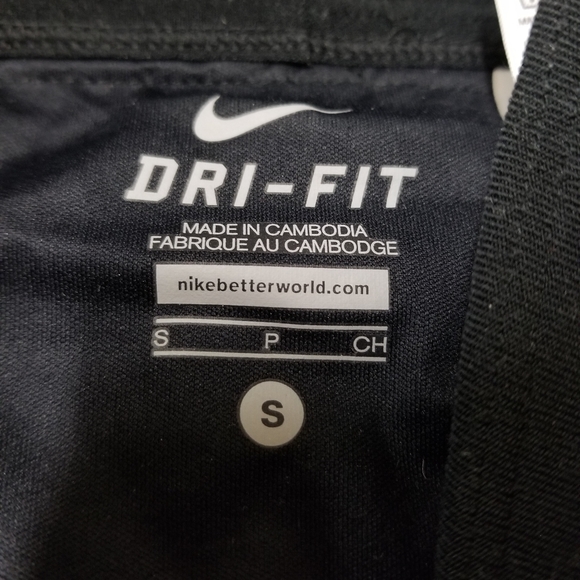 DRI-FIT
MADE IN CAMBODIA
FABRIQUE AU CAMBODGE
nikebetterworld.com
S P CH
S